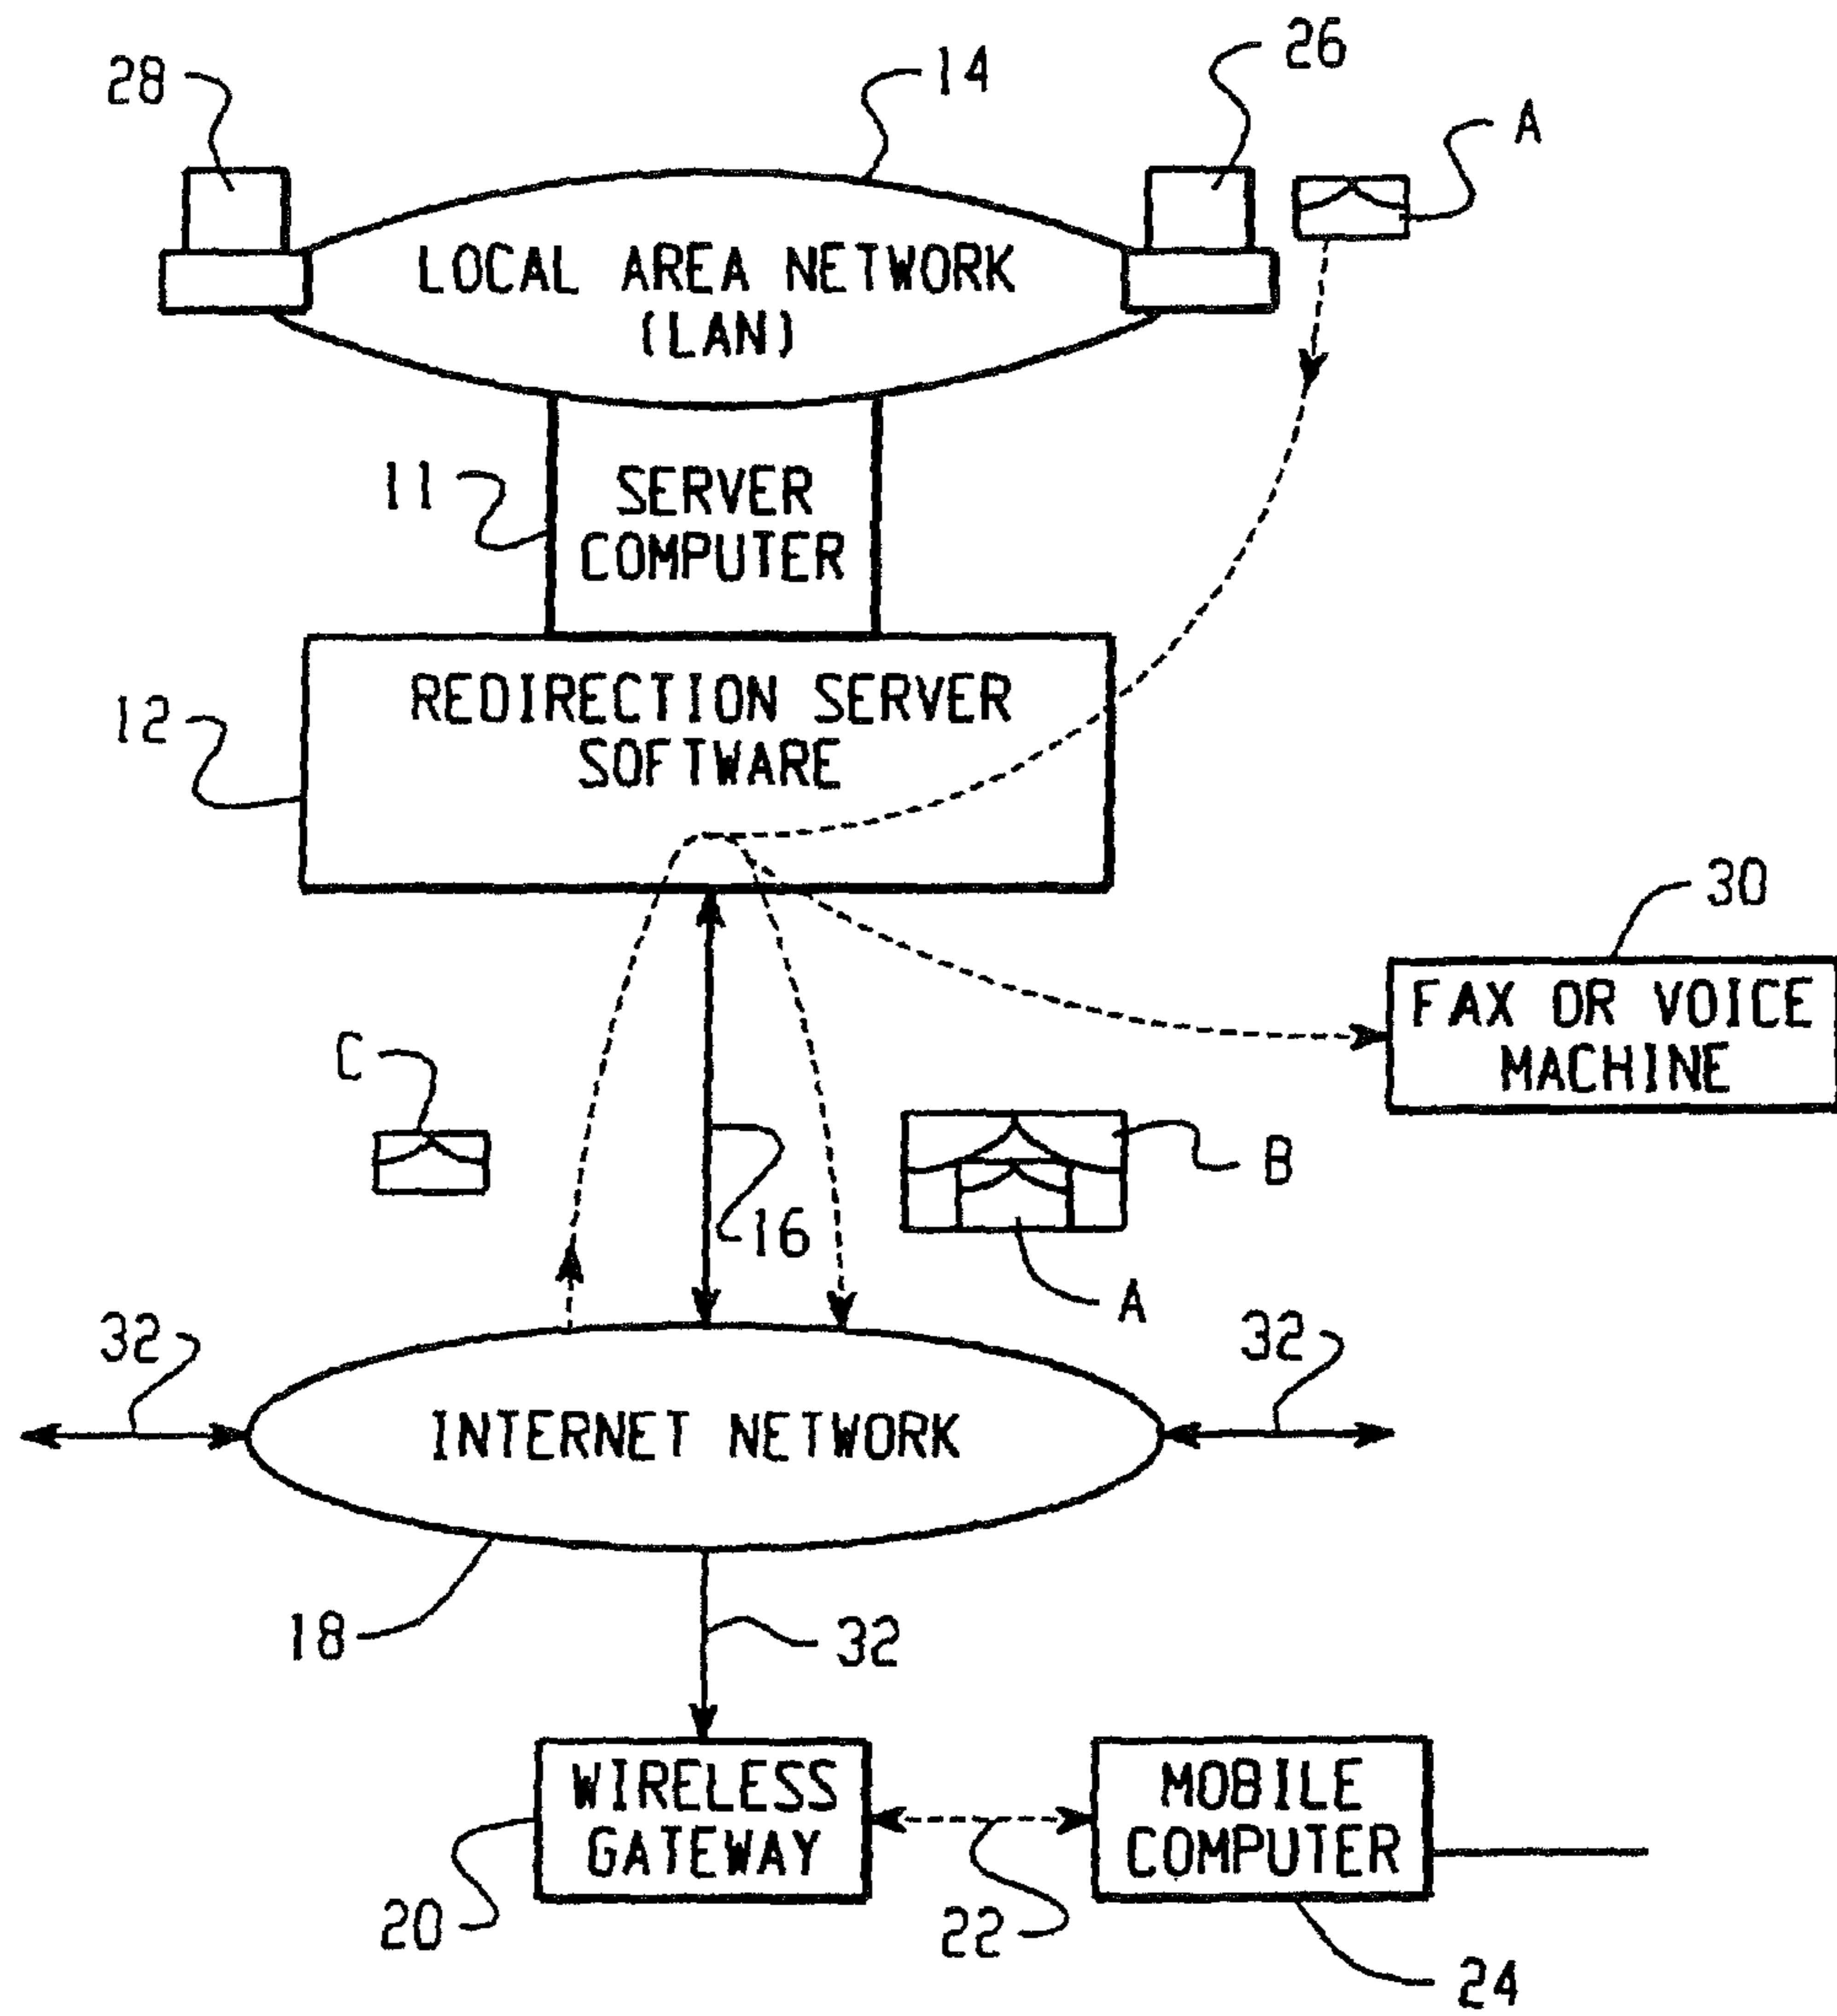 28
14
26
A
LOCAL AREA NETWORK
(LAN)
11
SERVER
COMPUTER
12
REDIRECTION SERVER
SOFTWARE
30
FAX OR VOICE
MACHINE
C
B
16
A
32
32
INTERNET NETWORK
18
32
WIRELESS
GATEWAY
MOBILE
COMPUTER
20
22
24